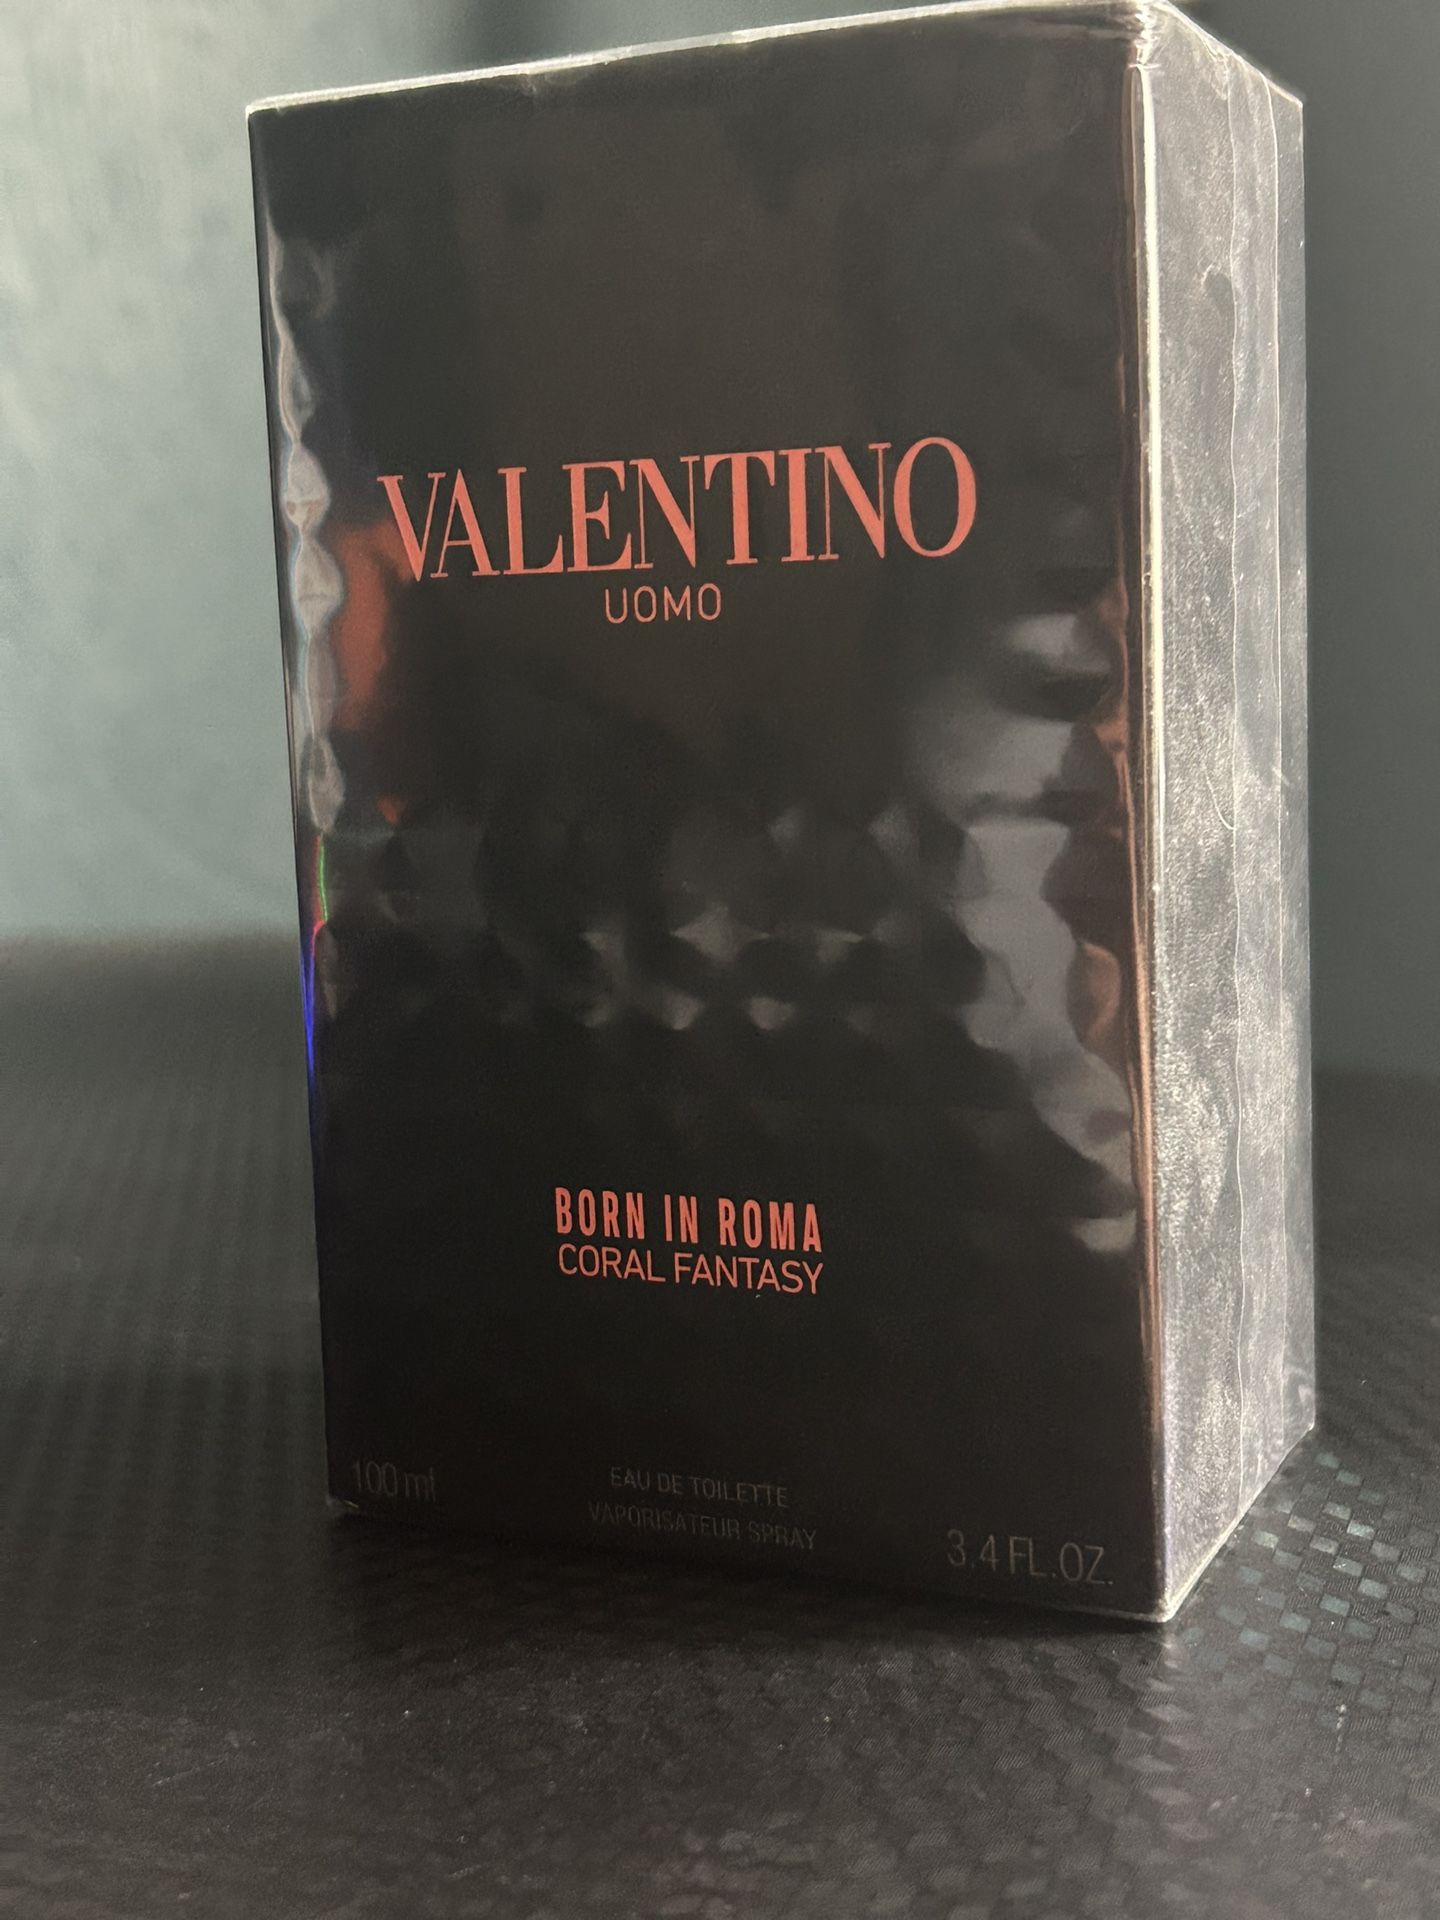 VALENTINO
UOMO
BORN IN ROMA
CORAL FANTASY
100 ml
EAU DE TOILETTE
VAPORISATEUR SPRAY
3.4 FL.OZ.